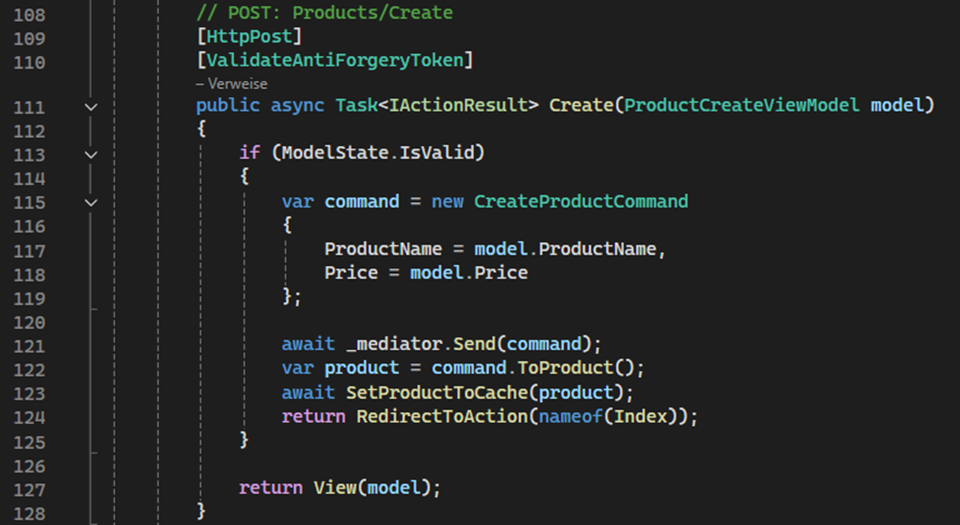 108 // POST: Products/Create
109 [HttpPost]
110 [ValidateAntiForgeryToken]
– Verweise
111 public async Task<IActionResult> Create(ProductCreateViewModel model)
112 {
113 if (ModelState.IsValid)
114 {
115 var command = new CreateProductCommand
116 {
117 ProductName = model.ProductName,
118 Price = model.Price
119 };
120
121 await _mediator.Send(command);
122 var product = command.ToProduct();
123 await SetProductToCache(product);
124 return RedirectToAction(nameof(Index));
125 }
126
127 return View(model);
128 }